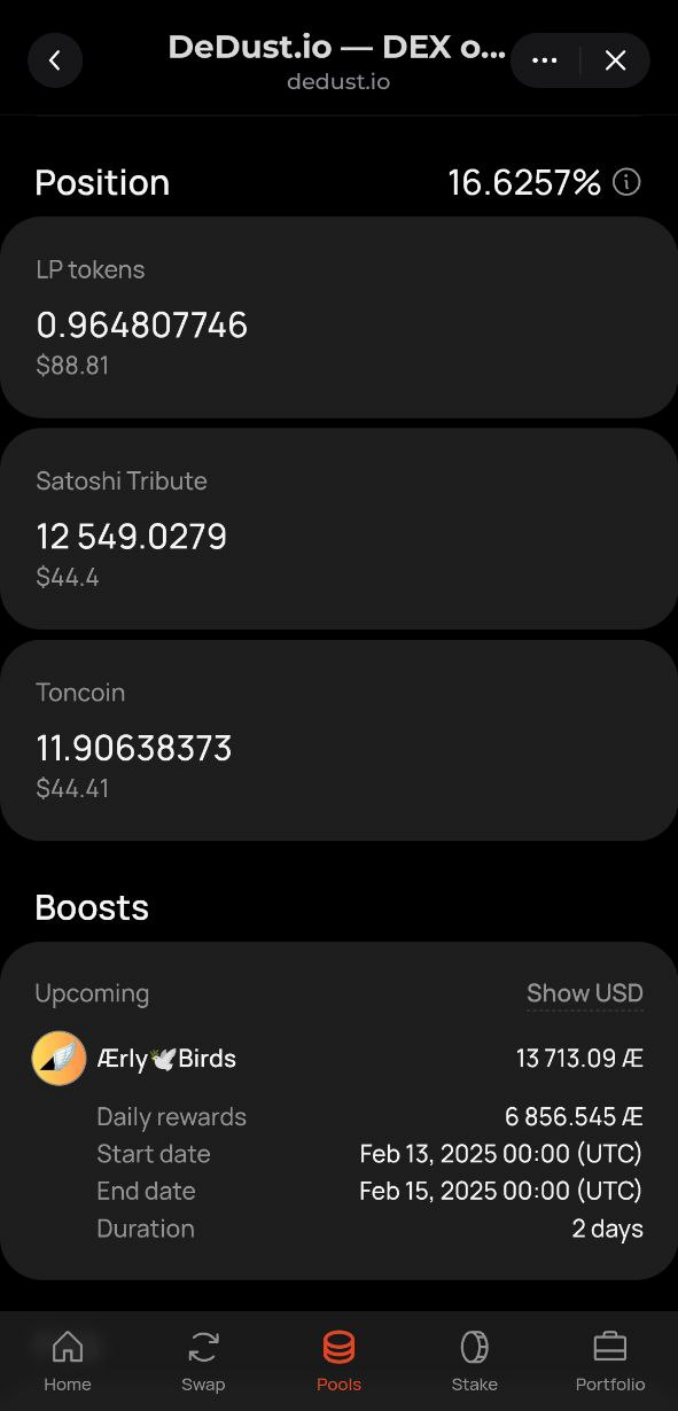 DeDust.io — DEX o...
dedust.io
Position 16.6257%
LP tokens
0.964807746
$88.81
Satoshi Tribute
12 549.0279
$44.4
Toncoin
11.90638373
$44.41
Boosts
Upcoming Show USD
Ærly🕊Birds 13 713.09 Æ
Daily rewards 6 856.545 Æ
Start date Feb 13, 2025 00:00 (UTC)
End date Feb 15, 2025 00:00 (UTC)
Duration 2 days
Home Swap Pools Stake Portfolio